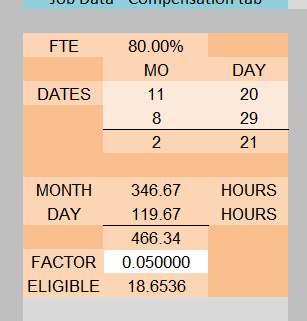 Job Data - Compensation tab
FTE 80.00%
MO DAY
DATES 11 20
8 29
2 21
MONTH 346.67 HOURS
DAY 119.67 HOURS
466.34
FACTOR 0.050000
ELIGIBLE 18.6536